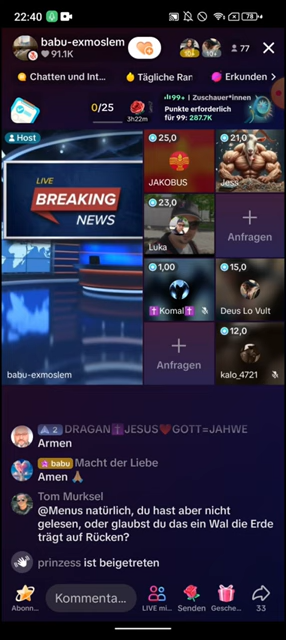 22:40
78
babu-exmoslem
91.1K
77
Chatten und Int...
Tägliche Ran
Erkunden
0/25
3h22m
99+ | Zuschauer*innen
Punkte erforderlich
für 99: 287.7K
Host
LIVE
BREAKING
NEWS
babu-exmoslem
25,0
JAKOBUS
21,0
Jess
23,0
Luka
Anfragen
1,00
Komal
15,0
Deus Lo Vult
Anfragen
12,0
kalo_4721
2 DRAGAN✝️JESUS❤️GOTT=JAHWE
Armen
babu Macht der Liebe
Amen 🙏
Tom Murksel
@Menus natürlich, du hast aber nicht
gelesen, oder glaubst du das ein Wal die Erde
trägt auf Rücken?
prinzess ist beigetreten
Kommenta...
Abonn...
LIVE mi...
Senden
Gesche...
33